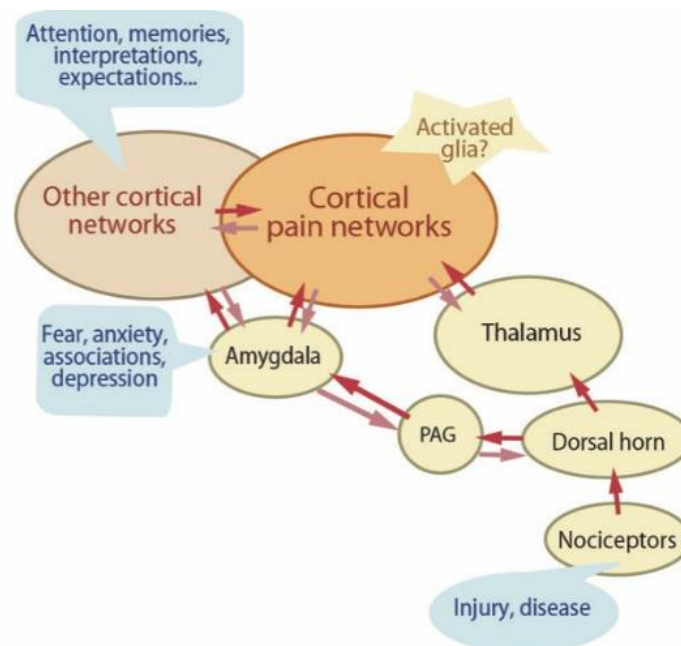 Attention, memories,
interpretations,
expectations...
Activated
glia?
Other cortical
networks
Cortical
pain networks
Fear, anxiety,
associations,
depression
Amygdala
Thalamus
PAG
Dorsal horn
Nociceptors
Injury, disease